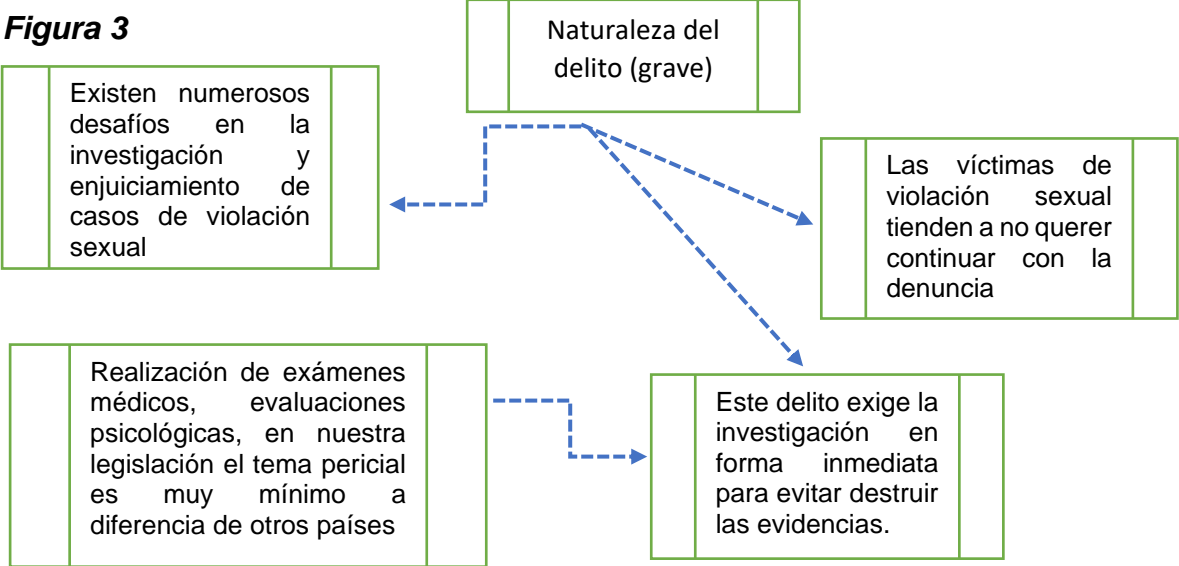 Figura 3
Naturaleza del
delito (grave)
Existen numerosos
desafíos en la
investigación y
enjuiciamiento de
casos de violación
sexual
Las víctimas de
violación sexual
tienden a no querer
continuar con la
denuncia
Realización de exámenes
médicos, evaluaciones
psicológicas, en nuestra
legislación el tema pericial
es muy mínimo a
diferencia de otros países
Este delito exige la
investigación en
forma inmediata
para evitar destruir
las evidencias.